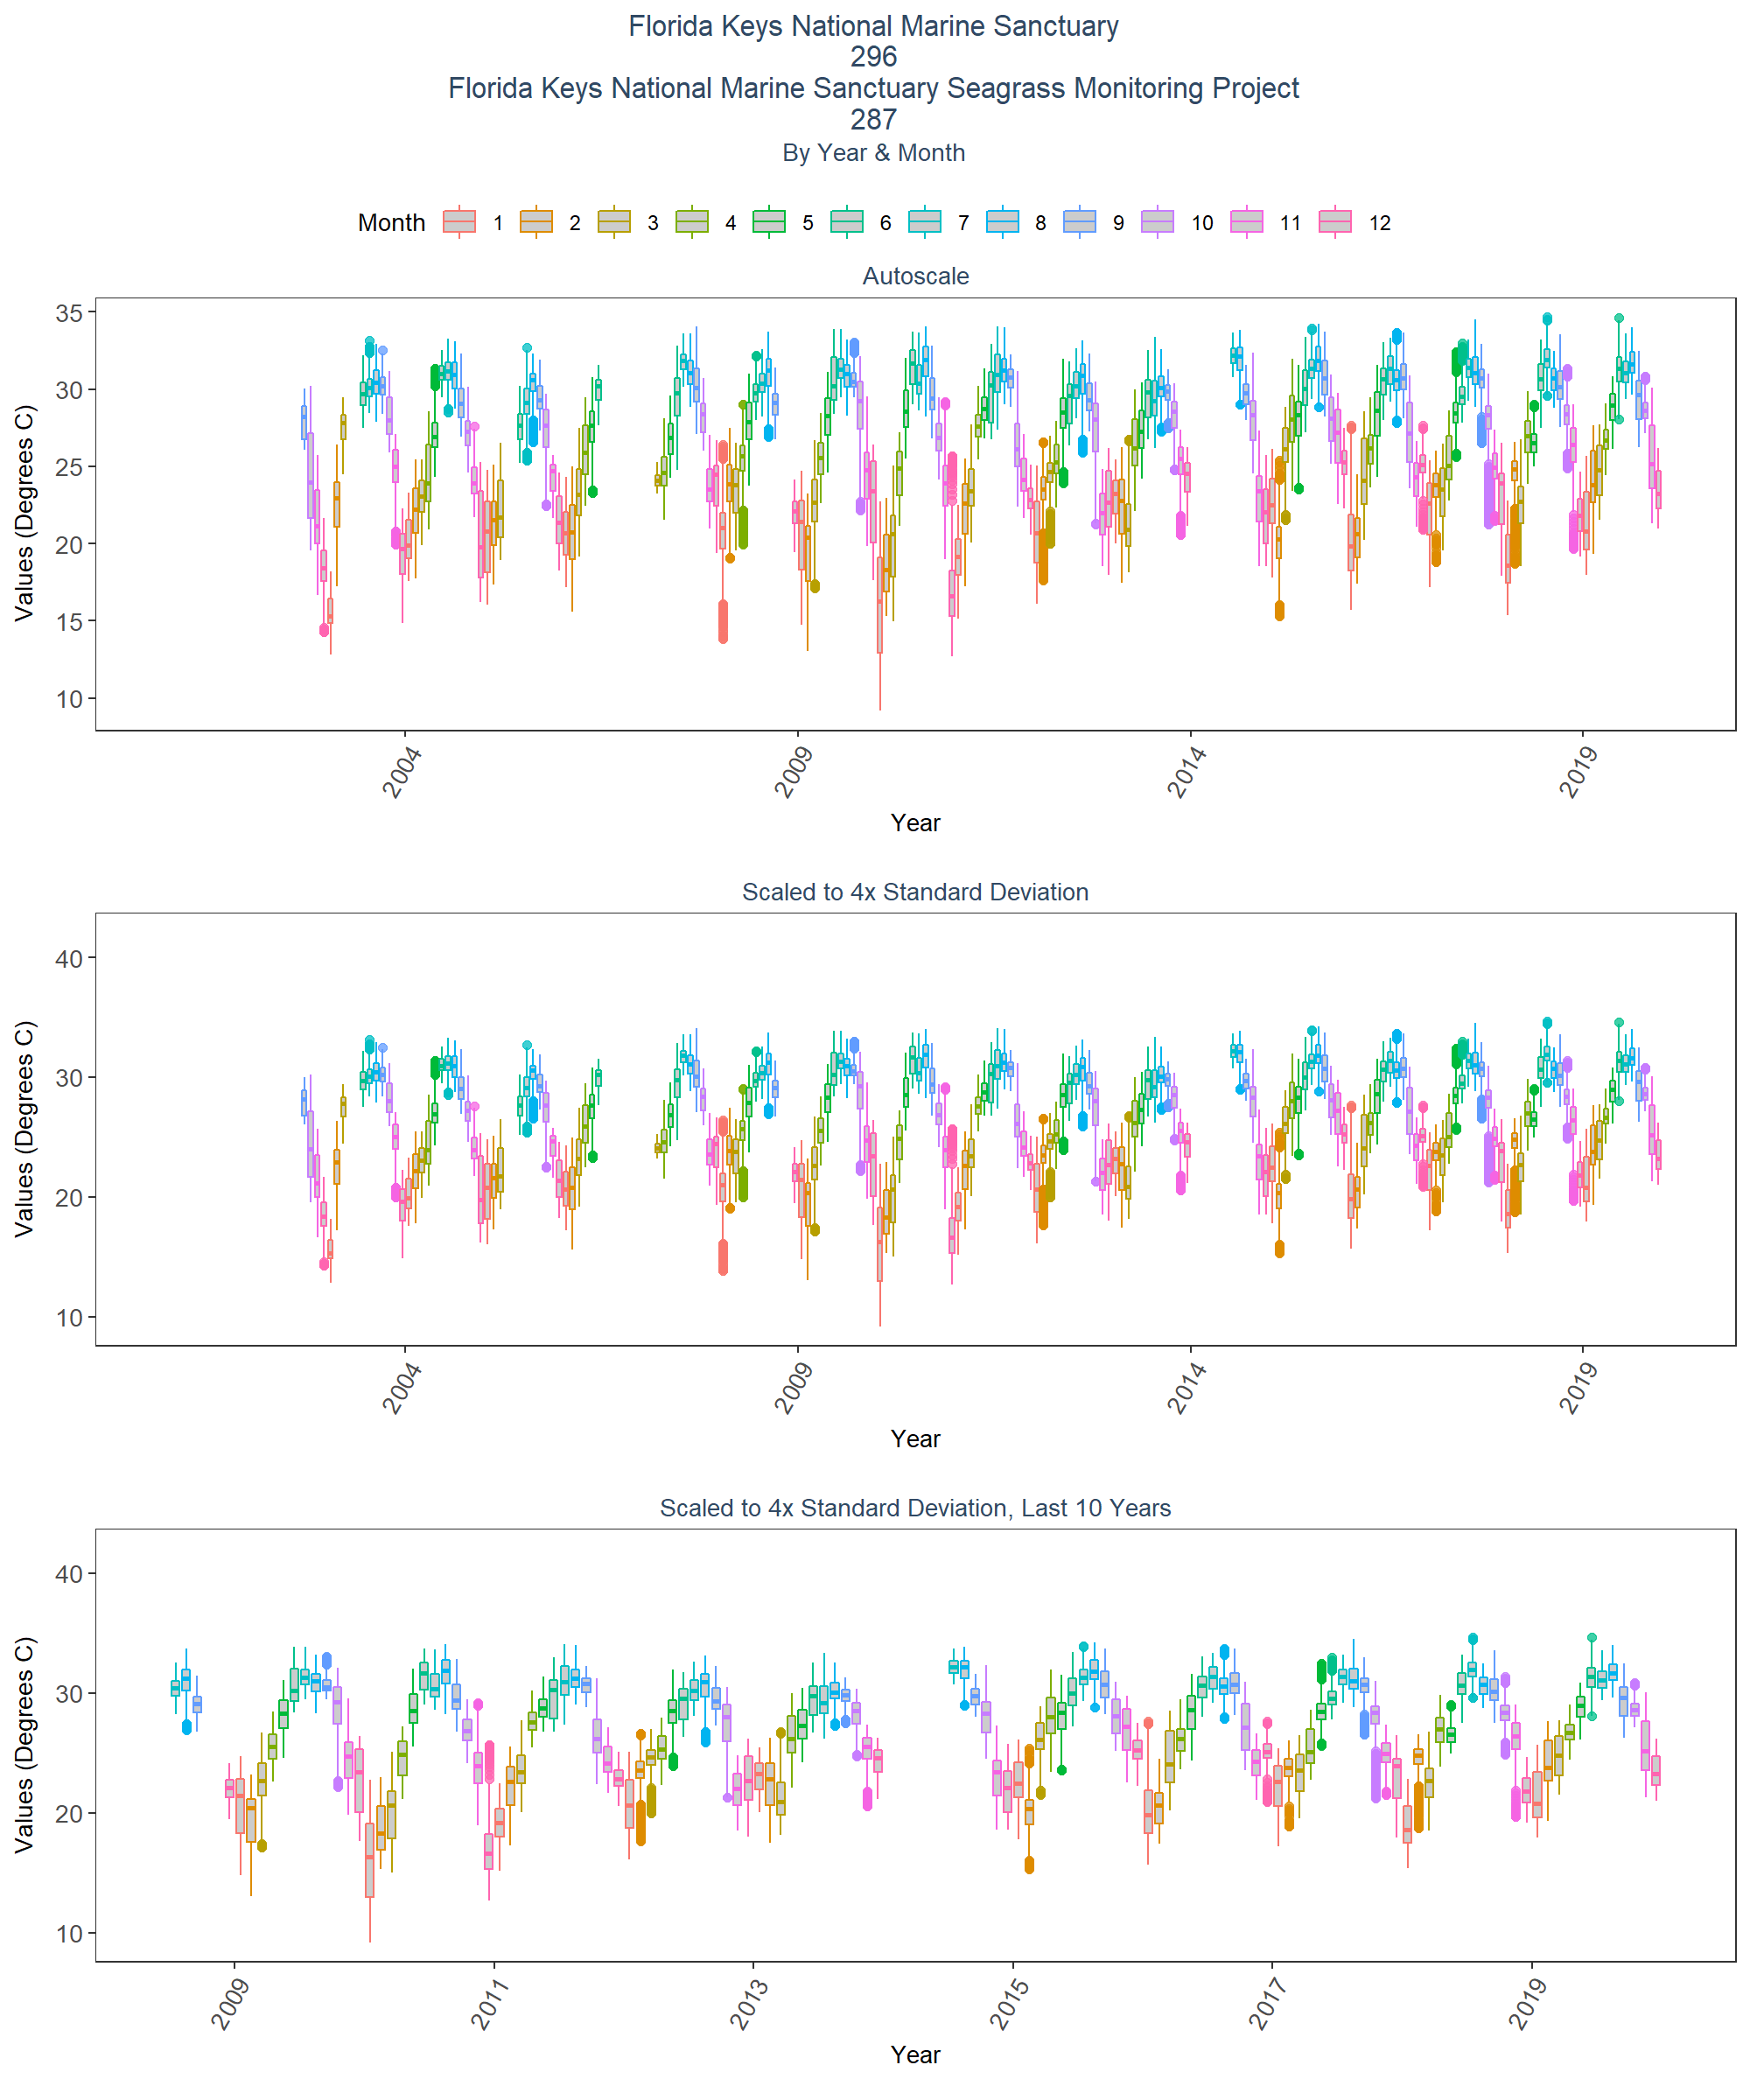 Florida Keys National Marine Sanctuary
296
Florida Keys National Marine Sanctuary Seagrass Monitoring Project
287
By Year & Month
Month 1 2 3 4 5 6 7 8 9 10 11 12
Autoscale
Values (Degrees C)
35
30
25
20
15
10
2004 2009 2014 2019
Year
Scaled to 4x Standard Deviation
Values (Degrees C)
40
30
20
10
2004 2009 2014 2019
Year
Scaled to 4x Standard Deviation, Last 10 Years
Values (Degrees C)
40
30
20
10
2009 2011 2013 2015 2017 2019
Year